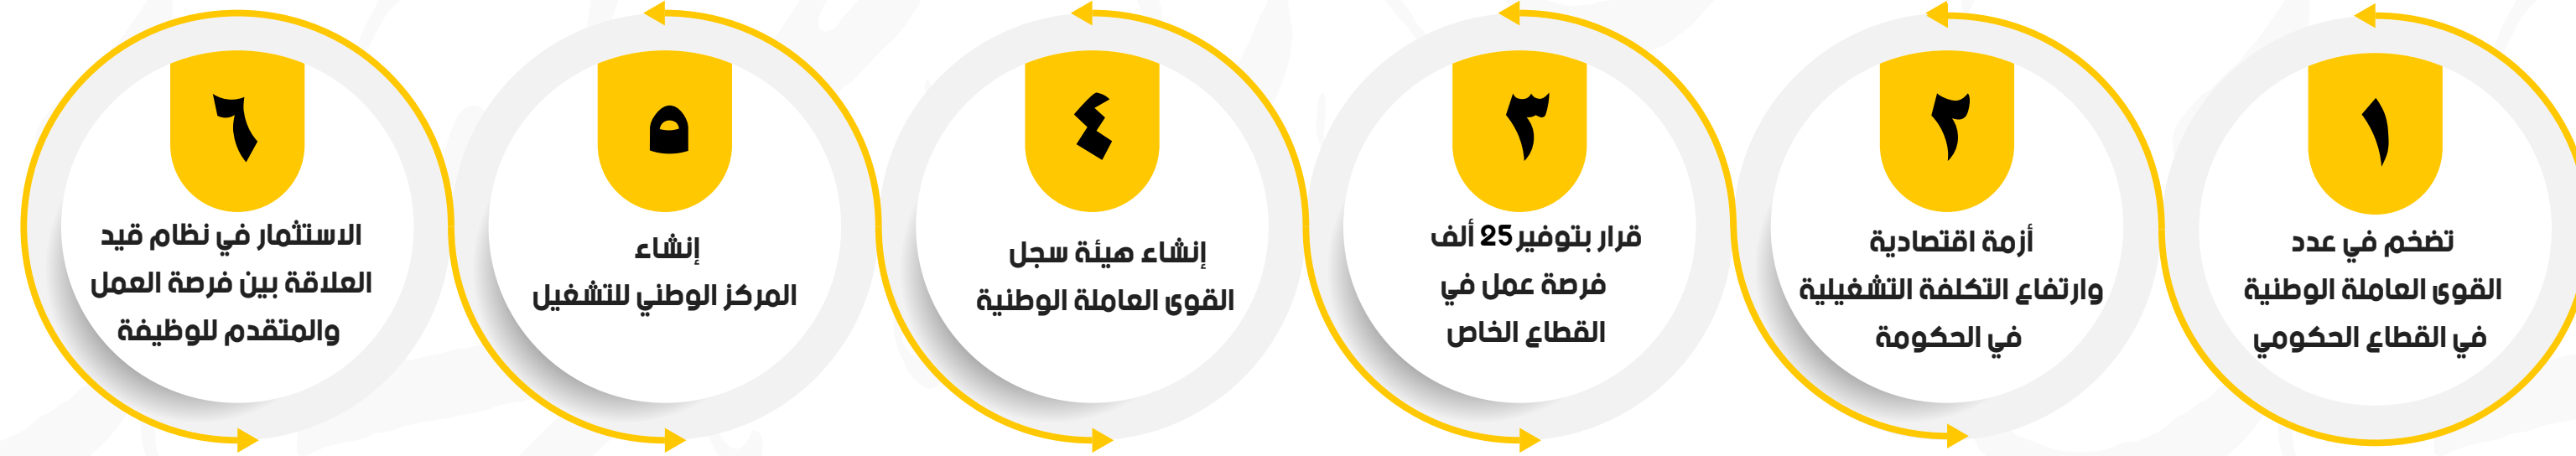 ١
تضخم في عدد
القوى العاملة الوطنية
في القطاع الحكومي
٢
أزمة اقتصادية
وارتفاع التكلفة التشغيلية
في الحكومة
٣
قرار بتوفير 25 ألف
فرصة عمل في
القطاع الخاص
٤
إنشاء هيئة سجل
القوى العاملة الوطنية
٥
إنشاء
المركز الوطني للتشغيل
٦
الاستثمار في نظام قيد
العلاقة بين فرصة العمل
والمتقدم للوظيفة